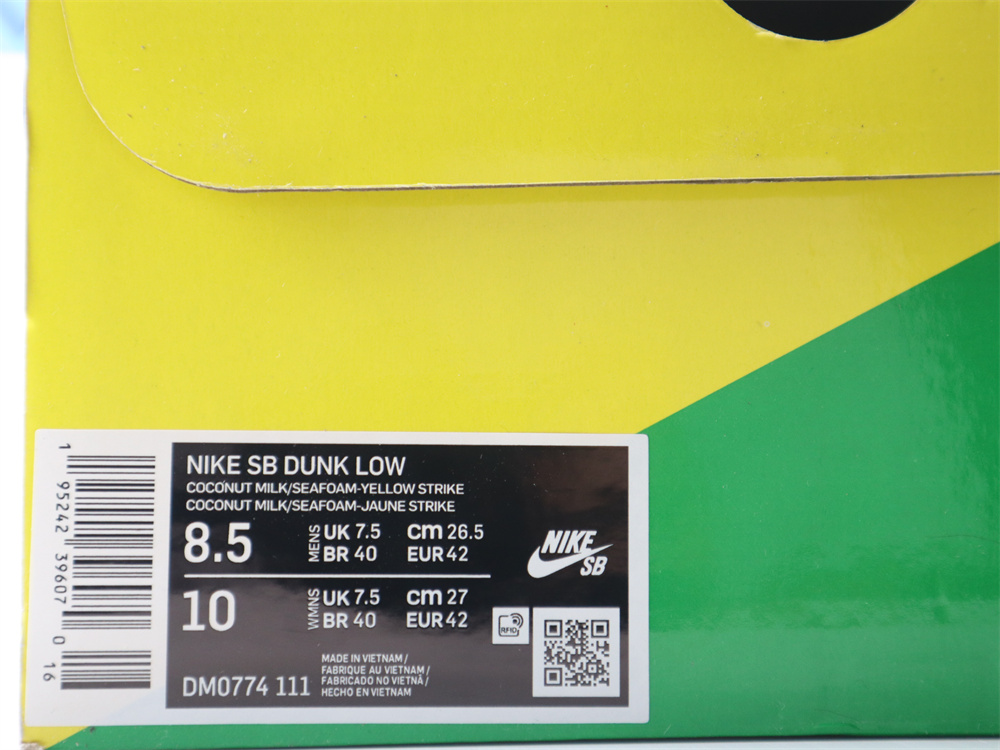 NIKE SB DUNK LOW
COCONUT MILK/SEAFOAM-YELLOW STRIKE
COCONUT MILK/SEAFOAM-JAUNE STRIKE
8.5 MENS UK 7.5 cm 26.5
BR 40 EUR 42
10 WMNS UK 7.5 cm 27
BR 40 EUR 42
NIKE
SB
RFID
MADE IN VIETNAM /
FABRIQUE AU VIETNAM /
FABRICADO NO VIETNÃ /
HECHO EN VIETNAM
DM0774 111
1 95242 39607 0 16